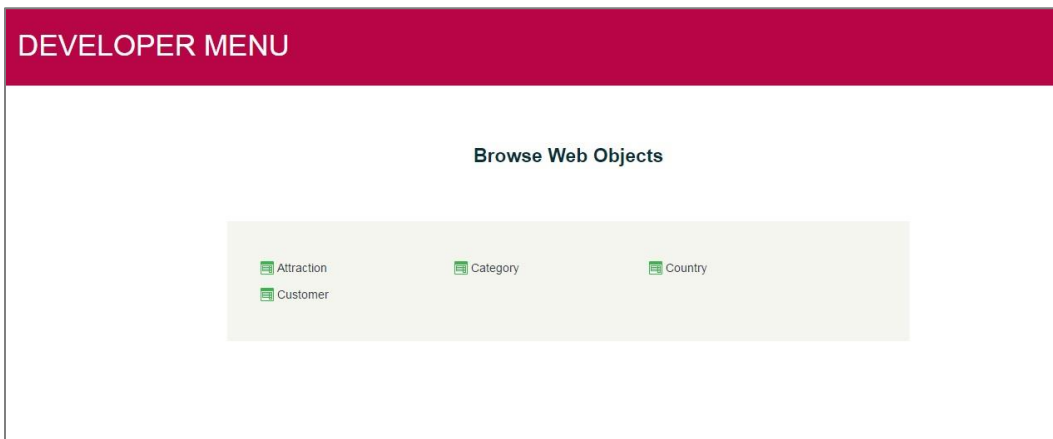 DEVELOPER MENU
Browse Web Objects
Attraction Category Country
Customer